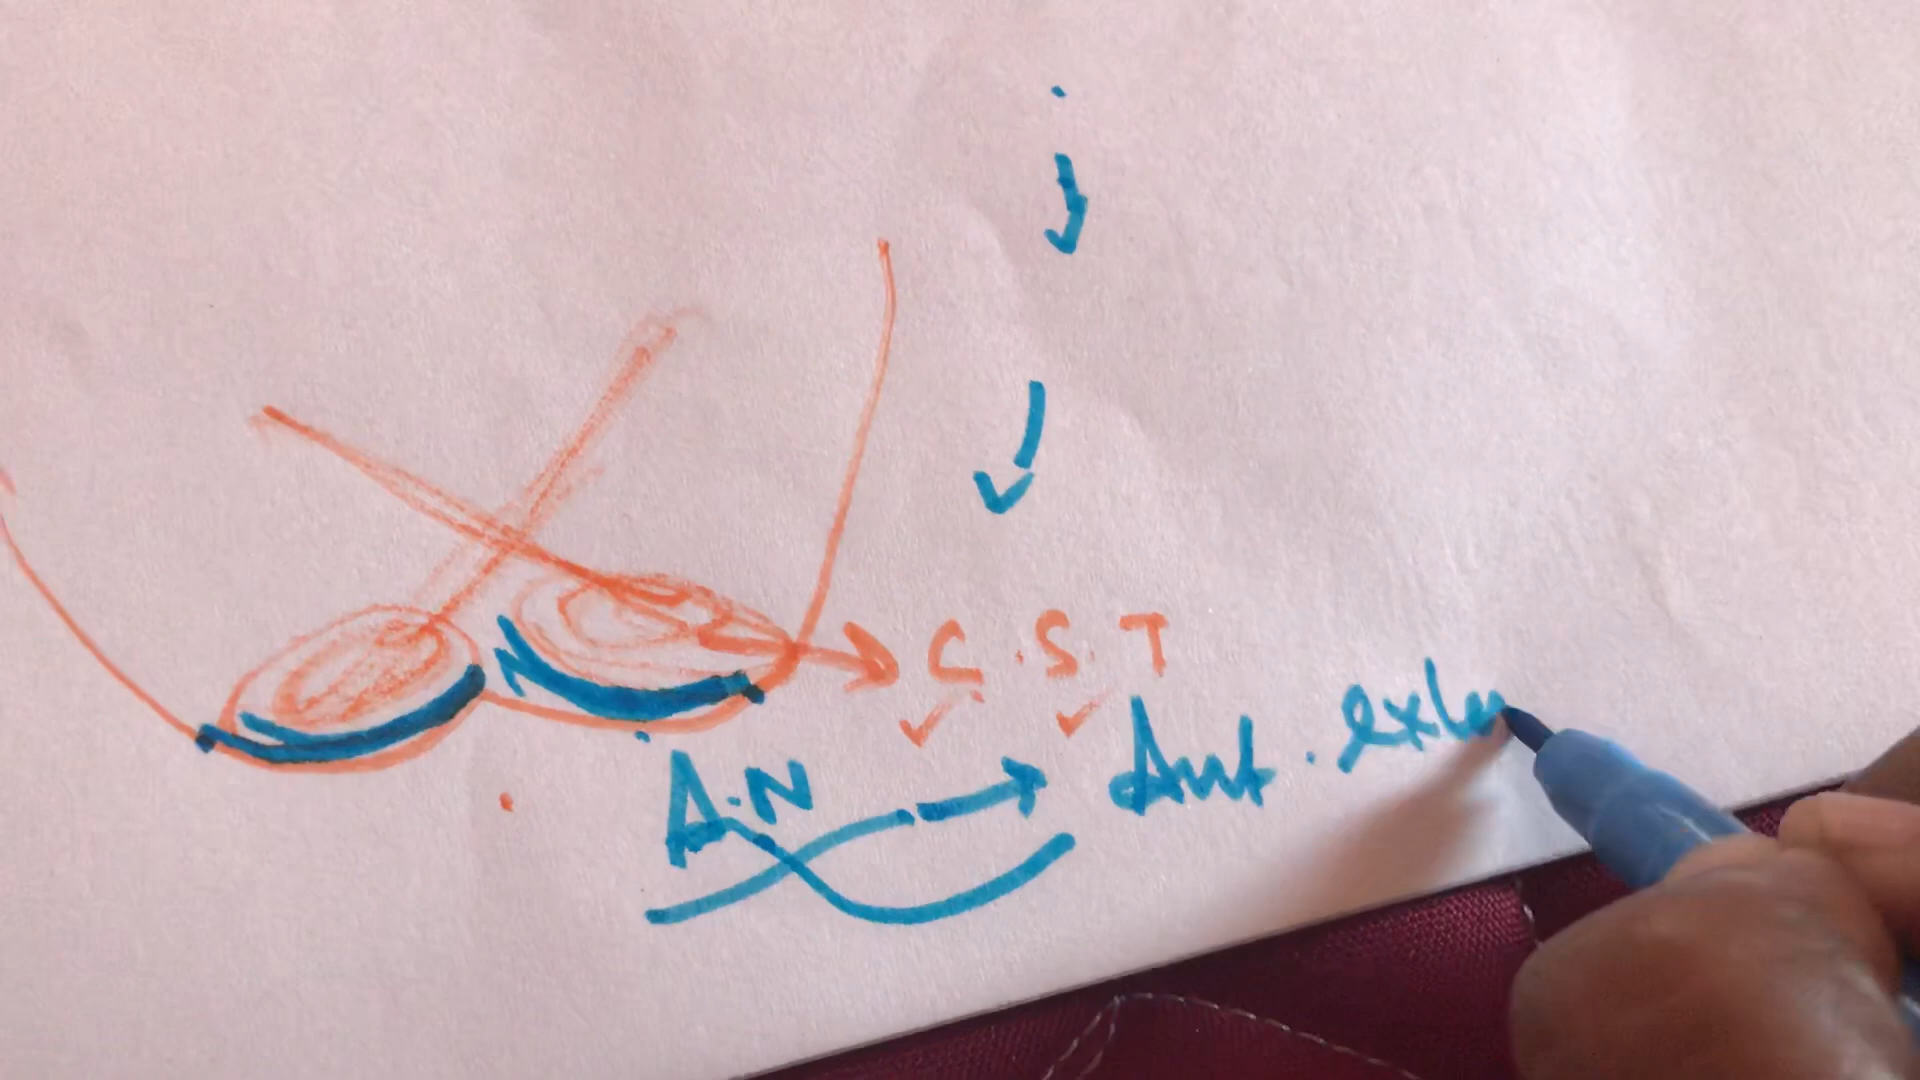 C.S.T
A.N → Ant. exte